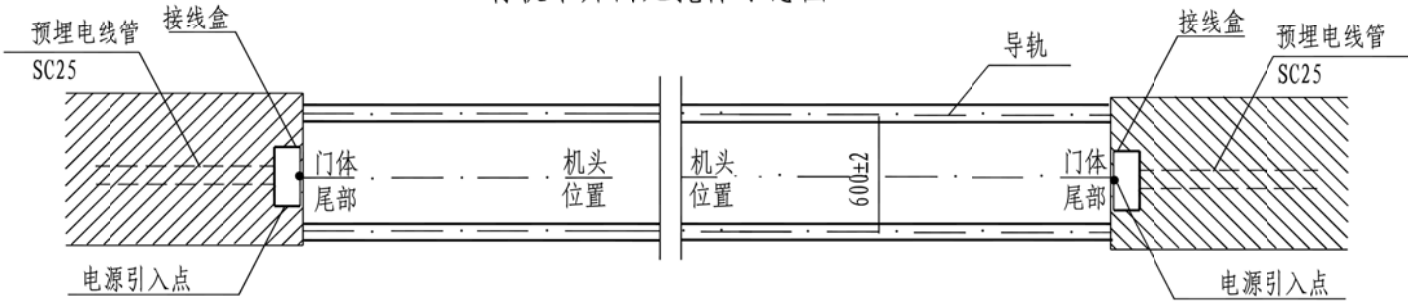 预埋电线管
SC25
接线盒
导轨
接线盒
预埋电线管
SC25
门体
尾部
机头
位置
机头
位置
600±2
门体
尾部
电源引入点
电源引入点